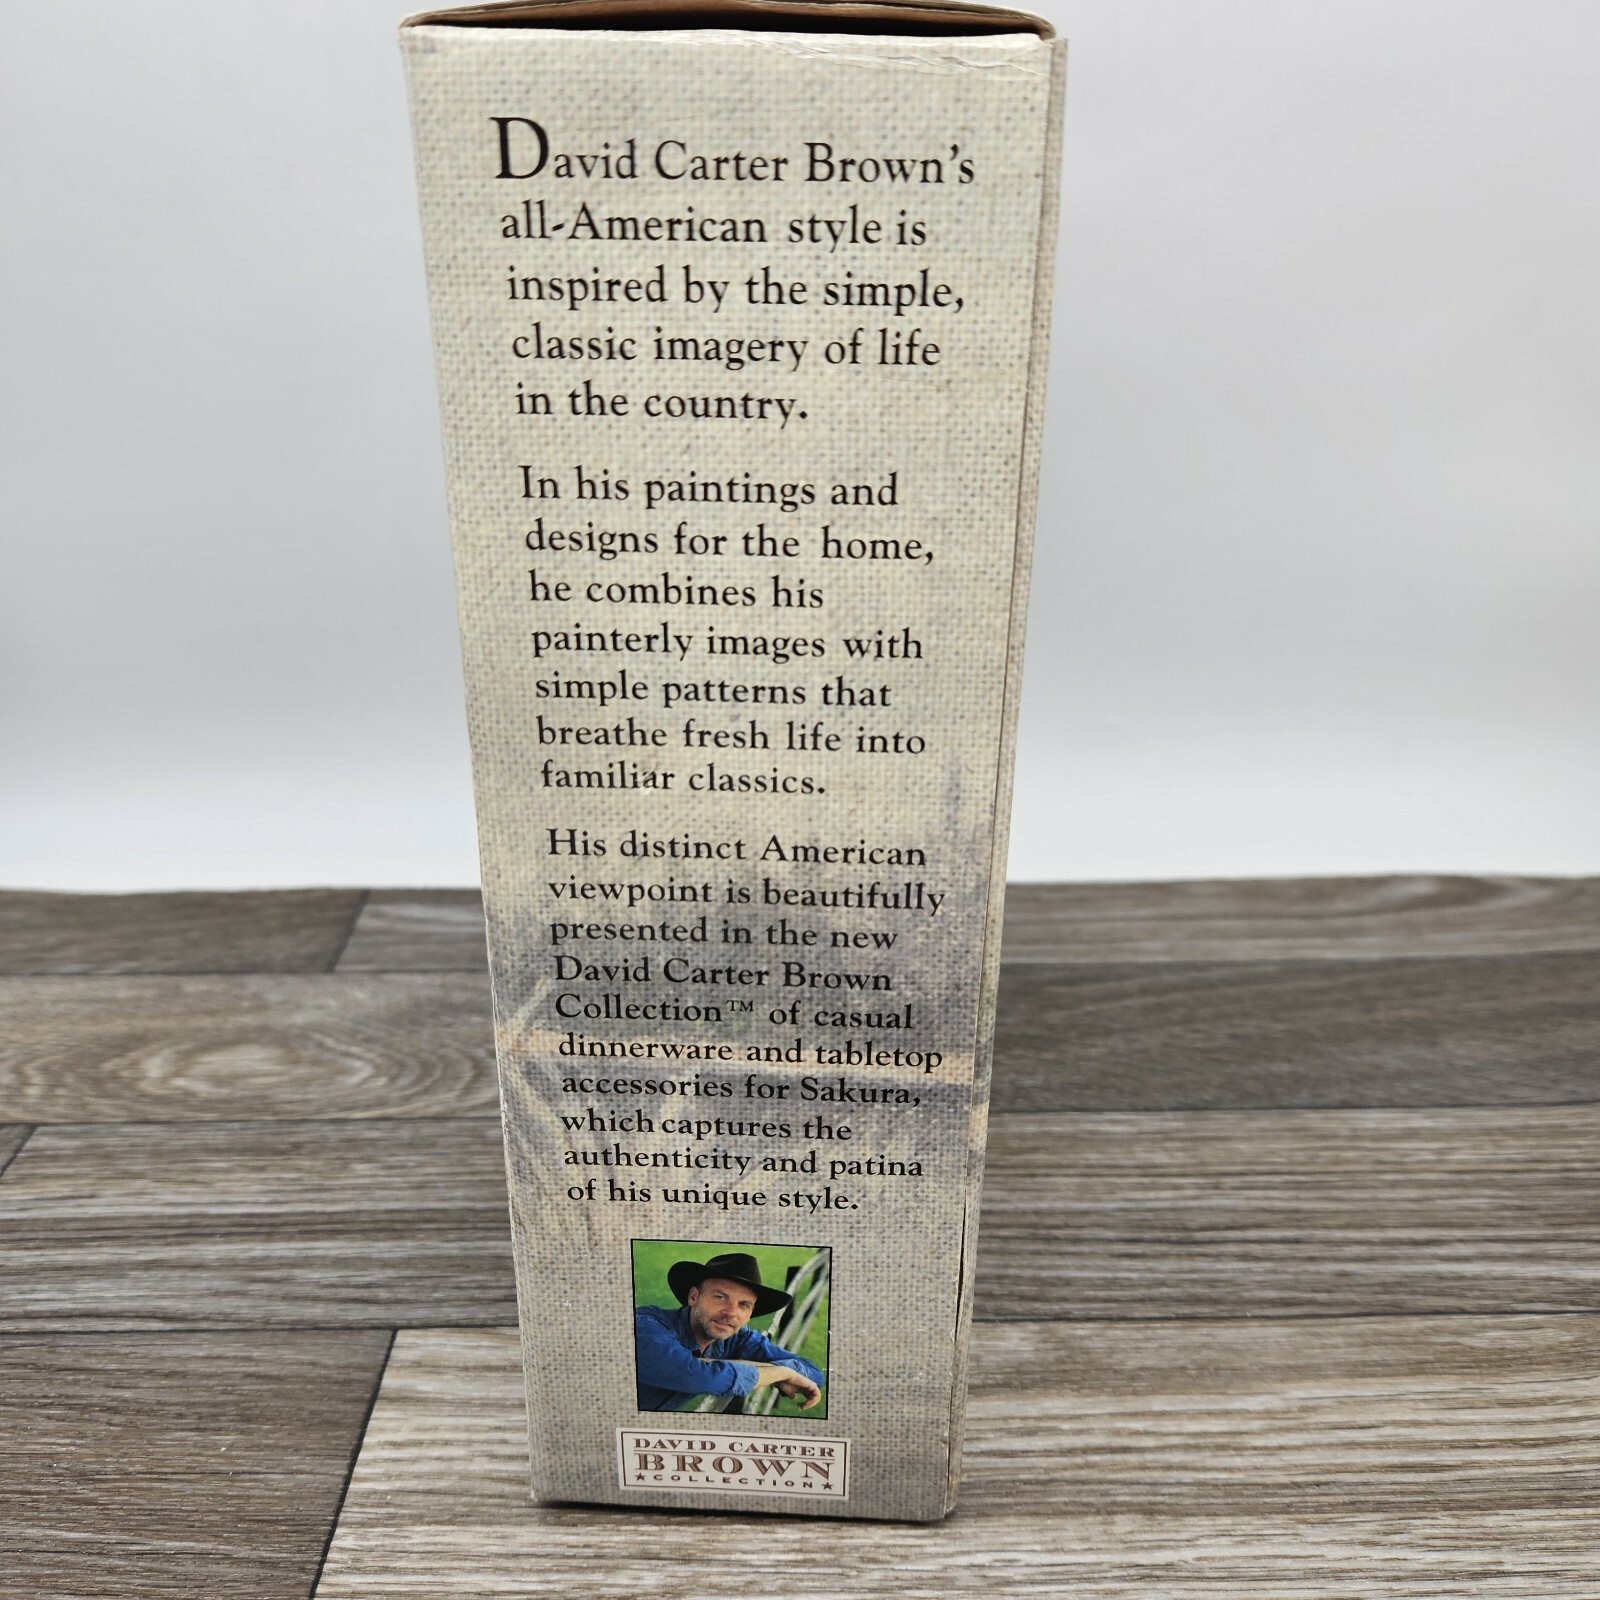 David Carter Brown's
all-American style is
inspired by the simple,
classic imagery of life
in the country.
In his paintings and
designs for the home,
he combines his
painterly images with
simple patterns that
breathe fresh life into
familiar classics.
His distinct American
viewpoint is beautifully
presented in the new
David Carter Brown
Collection™ of casual
dinnerware and tabletop
accessories for Sakura,
which captures the
authenticity and patina
of his unique style.
DAVID CARTER
BROWN
★COLLECTION★